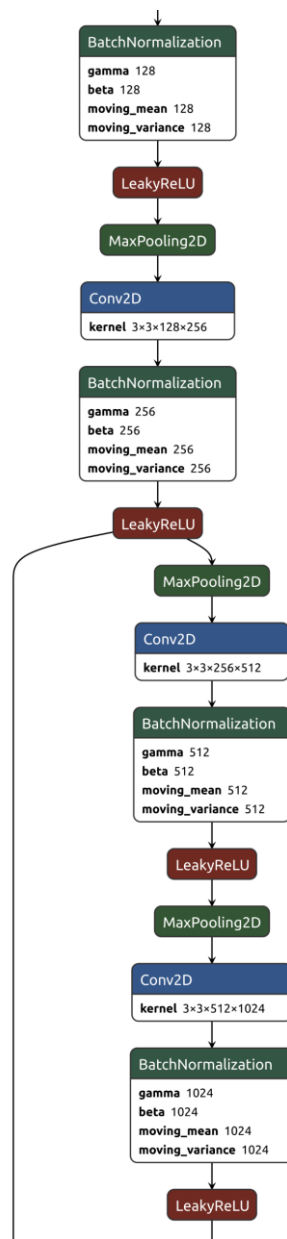 BatchNormalization
gamma 128
beta 128
moving_mean 128
moving_variance 128
LeakyReLU
MaxPooling2D
Conv2D
kernel 3×3×128×256
BatchNormalization
gamma 256
beta 256
moving_mean 256
moving_variance 256
LeakyReLU
MaxPooling2D
Conv2D
kernel 3×3×256×512
BatchNormalization
gamma 512
beta 512
moving_mean 512
moving_variance 512
LeakyReLU
MaxPooling2D
Conv2D
kernel 3×3×512×1024
BatchNormalization
gamma 1024
beta 1024
moving_mean 1024
moving_variance 1024
LeakyReLU